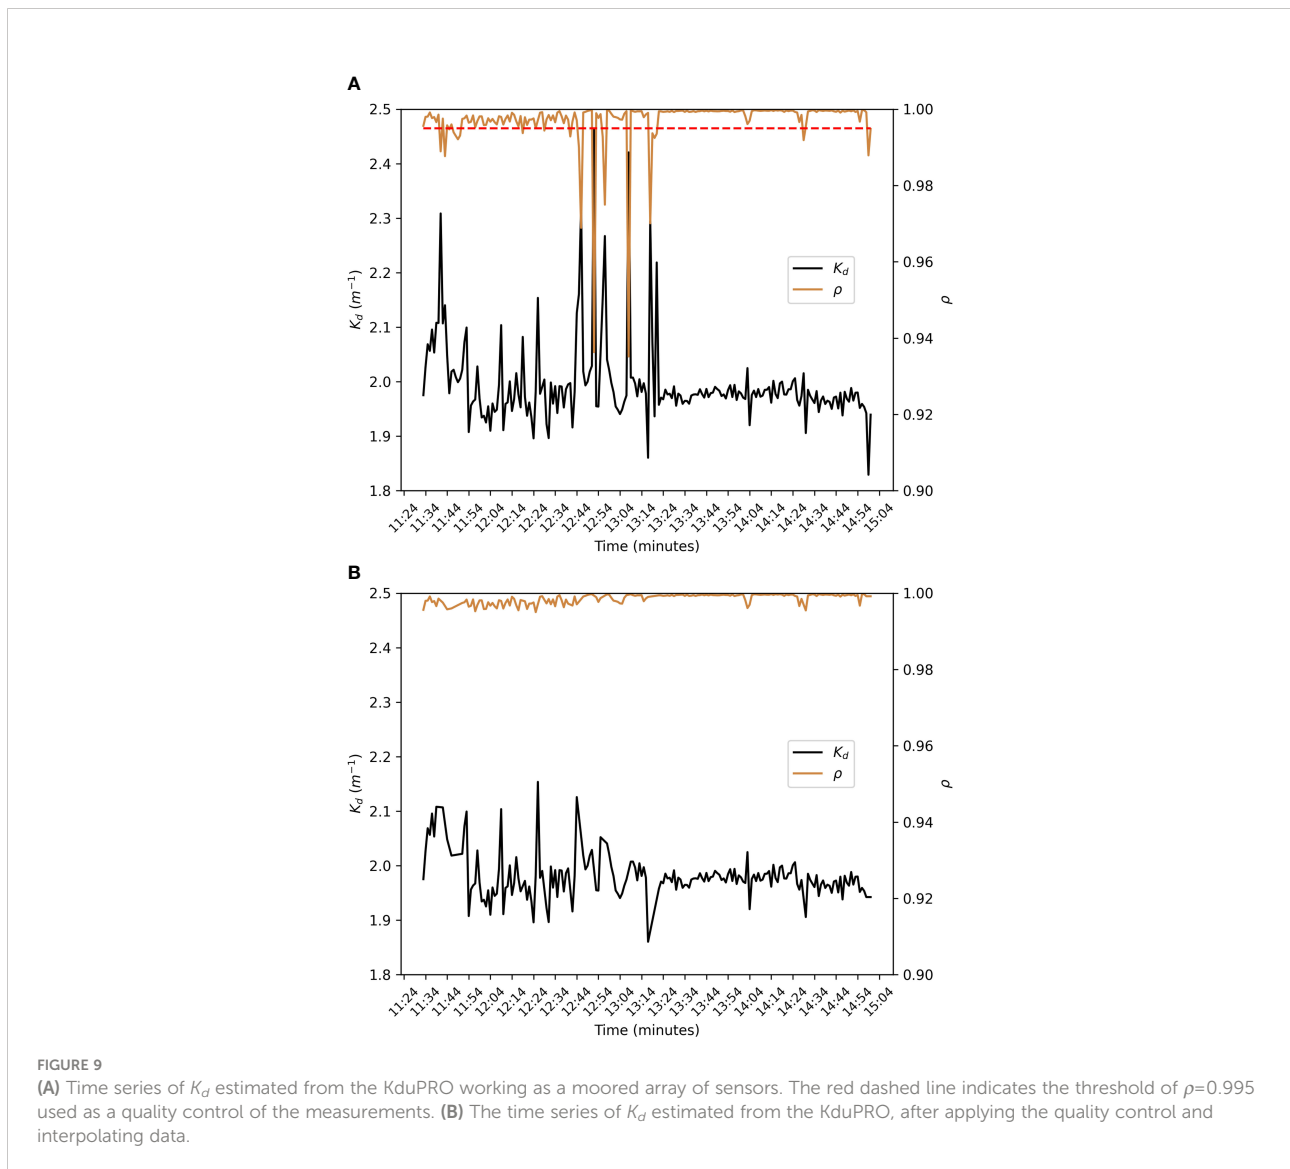 A
2.5
2.4
2.3
2.2
2.1
2.0
1.9
1.8
K_d (m^{-1})
1.00
0.98
0.96
0.94
0.92
0.90
ρ
K_d
ρ
11:24 11:34 11:44 11:54 12:04 12:14 12:24 12:34 12:44 12:54 13:04 13:14 13:24 13:34 13:44 13:54 14:04 14:14 14:24 14:34 14:44 14:54 15:04
Time (minutes)
B
2.5
2.4
2.3
2.2
2.1
2.0
1.9
1.8
K_d (m^{-1})
1.00
0.98
0.96
0.94
0.92
0.90
ρ
K_d
ρ
11:24 11:34 11:44 11:54 12:04 12:14 12:24 12:34 12:44 12:54 13:04 13:14 13:24 13:34 13:44 13:54 14:04 14:14 14:24 14:34 14:44 14:54 15:04
Time (minutes)
FIGURE 9
(A) Time series of K_d estimated from the KduPRO working as a moored array of sensors. The red dashed line indicates the threshold of ρ=0.995
used as a quality control of the measurements. (B) The time series of K_d estimated from the KduPRO, after applying the quality control and
interpolating data.